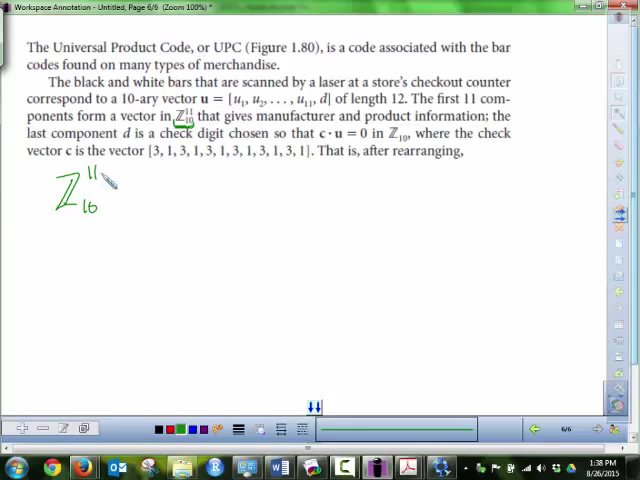 Workspace Annotation - Untitled, Page 6/6 (Zoom 100%) *
The Universal Product Code, or UPC (Figure 1.80), is a code associated with the bar
codes found on many types of merchandise.
The black and white bars that are scanned by a laser at a store's checkout counter
correspond to a 10-ary vector u = [u₁, u₂, . . . , u₁₁, d] of length 12. The first 11 com-
ponents form a vector in ℤ₁₀¹¹ that gives manufacturer and product information; the
last component d is a check digit chosen so that c · u = 0 in ℤ₁₀, where the check
vector c is the vector [3, 1, 3, 1, 3, 1, 3, 1, 3, 1, 3, 1]. That is, after rearranging,
ℤ₁₀¹¹
6/6
1:38 PM
8/26/2015